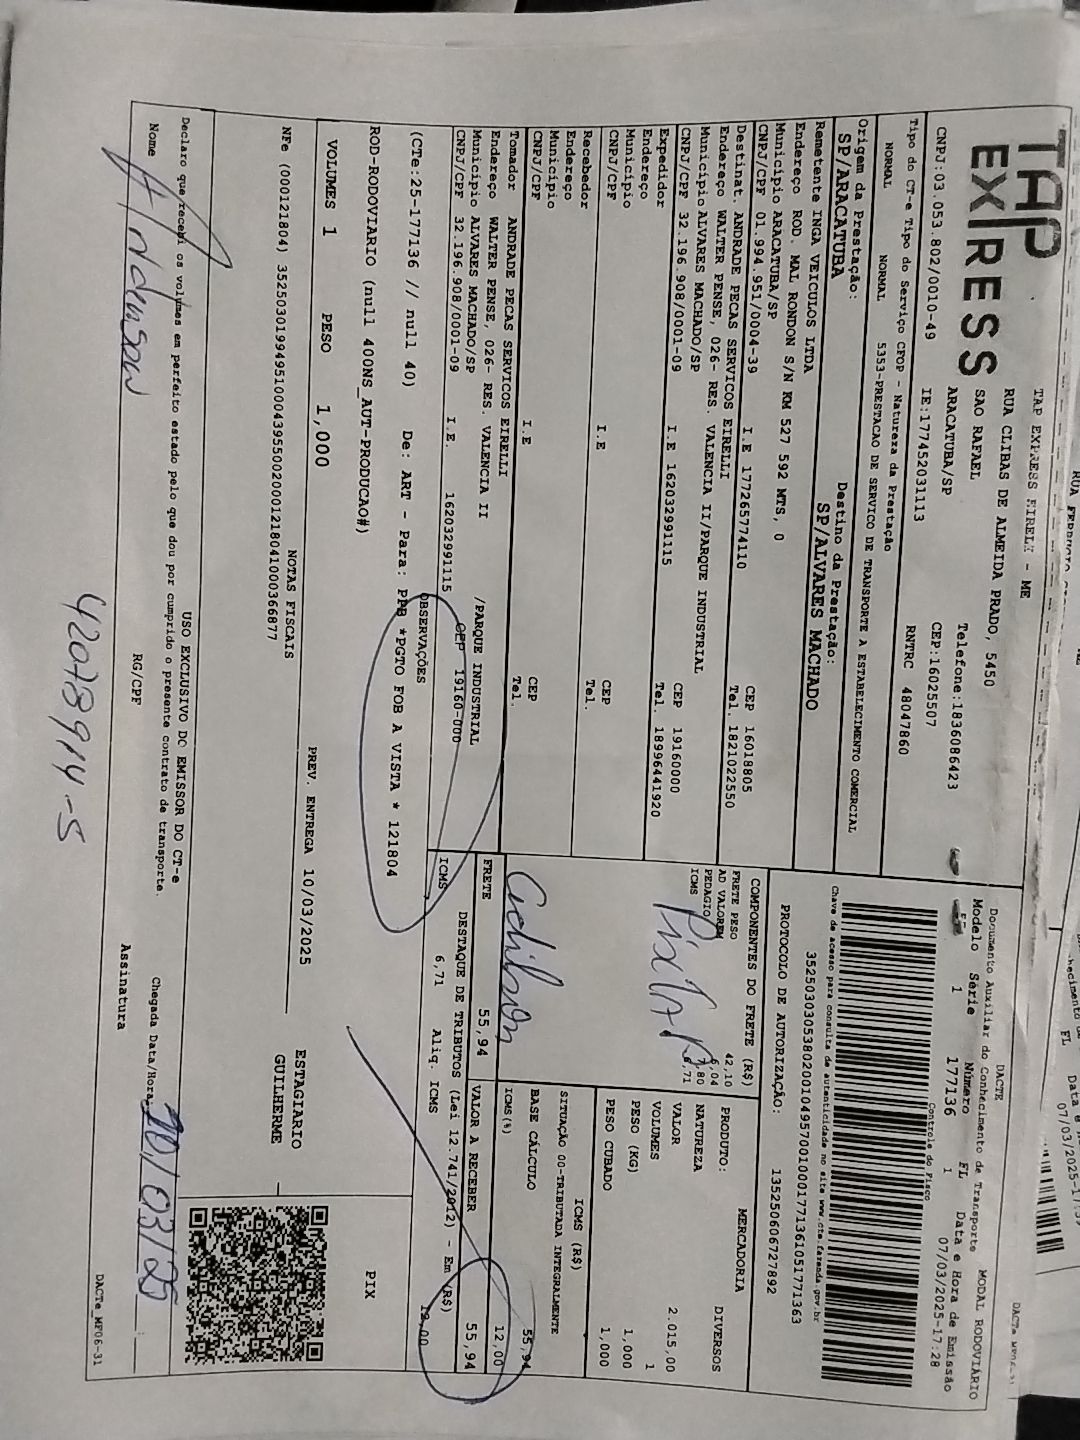 TAP
EXPRESS
TAP EXPRESS EIRELI - ME
RUA CLIBAS DE ALMEIDA PRADO, 5450
SAO RAFAEL
ARACATUBA/SP
Telefone:1836086423
CEP:16025507
CNPJ:03.053.802/0010-49 IE:177452031113
RNTRC 48047860
Tipo do CT-e Tipo do Serviço CFOP - Natureza da Prestação
NORMAL NORMAL 5353-PRESTACAO DE SERVICO DE TRANSPORTE A ESTABELECIMENTO COMERCIAL
Origem da Prestação: Destino da Prestação:
SP/ARACATUBA SP/ALVARES MACHADO
Remetente INGA VEICULOS LTDA
Endereço ROD. MAL RONDON S/N KM 527 592 MTS, 0
Município ARACATUBA/SP CEP 16018805
CNPJ/CPF 01.994.951/0004-39 I.E 177265774110 Tel. 1821022550
Destinat. ANDRADE PECAS SERVICOS EIRELLI
Endereço WALTER PENSE, 026- RES. VALENCIA II/PARQUE INDUSTRIAL
Município ALVARES MACHADO/SP CEP 19160000
CNPJ/CPF 32.196.908/0001-09 I.E 162032991115 Tel. 18996441920
Expedidor
Endereço
Município CEP
CNPJ/CPF I.E Tel.
Recebedor
Endereço
Município CEP
CNPJ/CPF I.E Tel.
Tomador ANDRADE PECAS SERVICOS EIRELLI
Endereço WALTER PENSE, 026- RES. VALENCIA II /PARQUE INDUSTRIAL
Município ALVARES MACHADO/SP CEP 19160-000
CNPJ/CPF 32.196.908/0001-09 I.E. 162032991115
OBSERVAÇÕES
(CTe:25-177136 // null 40) De: ART - Para: PPB *PGTO FOB A VISTA * 121804
ROD-RODOVIARIO (null 400NS_AUT-PRODUCAO#)
VOLUMES 1 PESO 1,000 PREV. ENTREGA 10/03/2025
NOTAS FISCAIS
NFe (000121804) 35250301994951000439550020001218041000366877
DACTE MODAL RODOVIÁRIO
Documento Auxiliar do Conhecimento de Transporte
Modelo Série Número FL Data e Hora de Emissão
1 177136 1 07/03/2025-17:28
Controle do Fisco
Chave de acesso para consulta de autenticidade no site www.cte.fazenda.gov.br
35250303053802001049570010001771361051771363
PROTOCOLO DE AUTORIZAÇÃO: 135250606727892
COMPONENTES DO FRETE (R$)
FRETE PESO 42,10
AD VALOREM 6,04
PEDAGIO
ICMS 6,71
Pix TAP
Cedilson
FRETE 55,94
PRODUTO: MERCADORIA
NATUREZA DIVERSOS
VALOR 2.015,00
VOLUMES 1
PESO (KG) 1,000
PESO CUBADO 1,000
ICMS (R$)
SITUAÇÃO 00-TRIBUTADA INTEGRALMENTE
BASE CÁLCULO 55,94
ICMS(%) 12,00
VALOR A RECEBER 55,94
DESTAQUE DE TRIBUTOS (Lei 12.741/2012) - Em (R$)
ICMS 6,71 Aliq. ICMS 12,00
ESTAGIARIO
GUILHERME
PIX
USO EXCLUSIVO DO EMISSOR DO CT-e
Declaro que recebi os volumes em perfeito estado pelo que dou por cumprido o presente contrato de transporte.
Chegada Data/Hora: 10/03/25
Nome Anderson RG/CPF Assinatura
42078914-5
DACTe_MF06-31